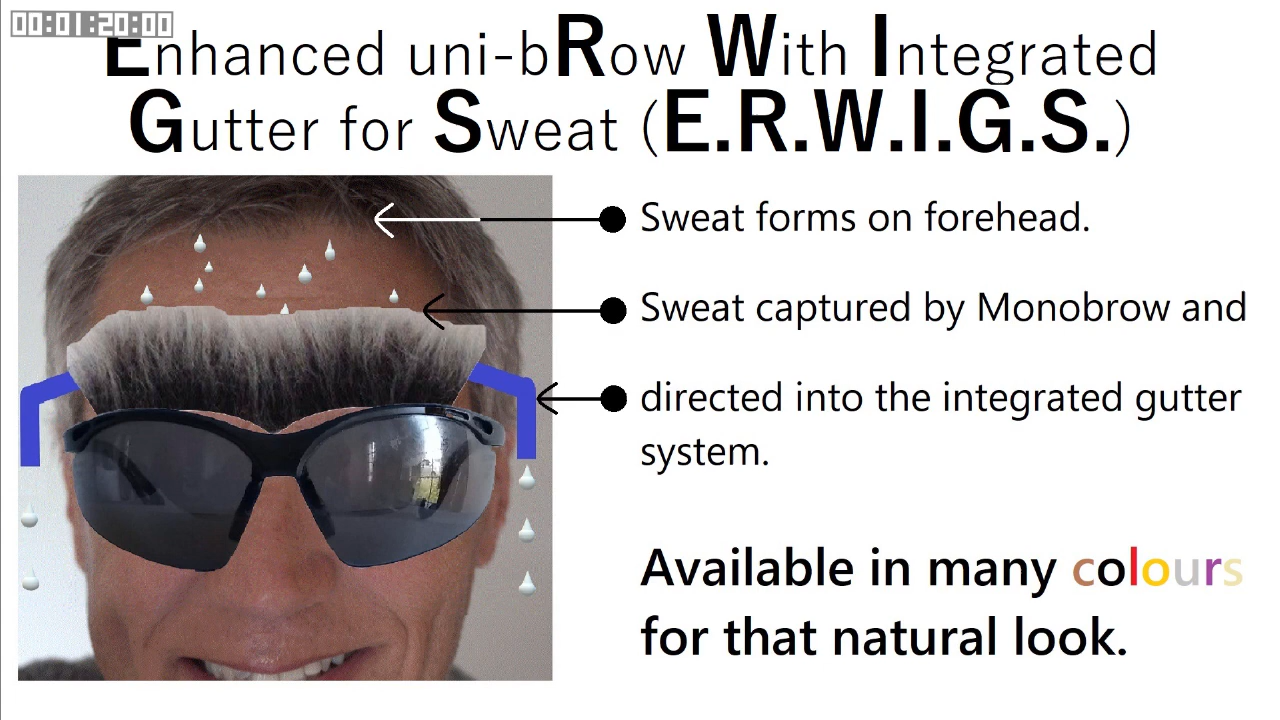 00:01:20:00
Enhanced uni-bRow With Integrated
Gutter for Sweat (E.R.W.I.G.S.)
Sweat forms on forehead.
Sweat captured by Monobrow and
directed into the integrated gutter
system.
Available in many colours
for that natural look.